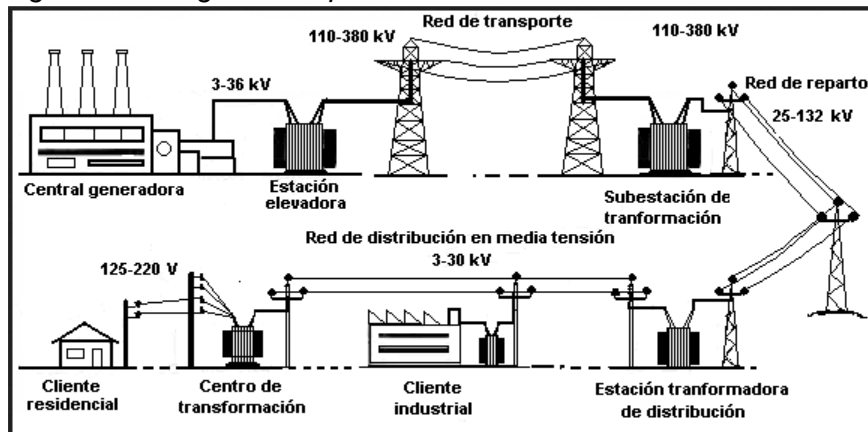 Red de transporte
110-380 kV
110-380 kV
3-36 kV
Red de reparto
25-132 kV
Central generadora
Estación
elevadora
Subestación de
tranformación
Red de distribución en media tensión
3-30 kV
125-220 V
Cliente
residencial
Centro de
transformación
Cliente
industrial
Estación tranformadora
de distribución